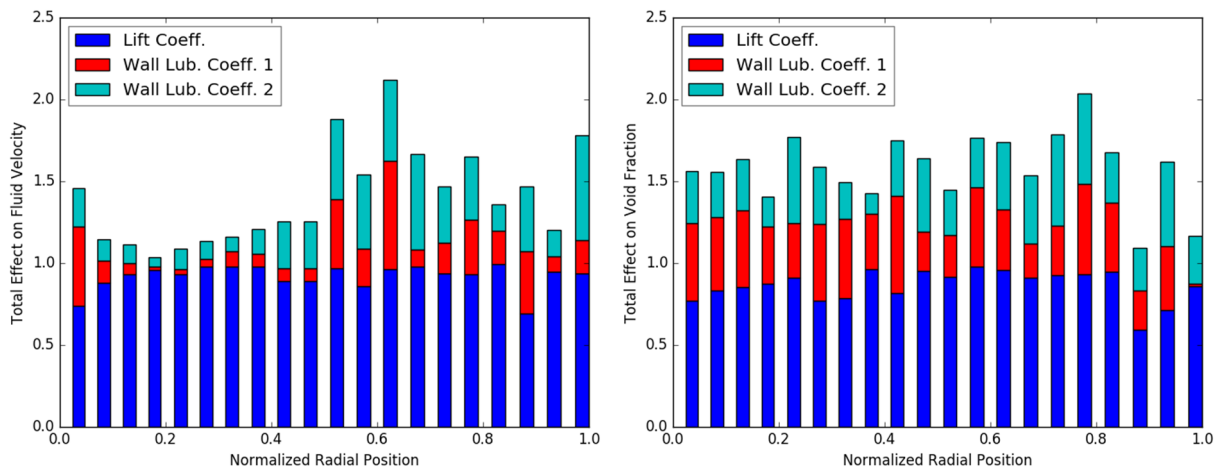 2.5
2.0
1.5
1.0
0.5
0.0
Total Effect on Fluid Velocity
Lift Coeff.
Wall Lub. Coeff. 1
Wall Lub. Coeff. 2
0.0 0.2 0.4 0.6 0.8 1.0
Normalized Radial Position
2.5
2.0
1.5
1.0
0.5
0.0
Total Effect on Void Fraction
Lift Coeff.
Wall Lub. Coeff. 1
Wall Lub. Coeff. 2
0.0 0.2 0.4 0.6 0.8 1.0
Normalized Radial Position